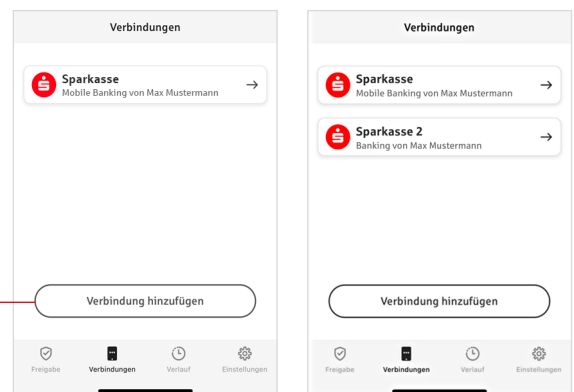 Verbindungen
Sparkasse
Mobile Banking von Max Mustermann
Verbindung hinzufügen
Freigabe Verbindungen Verlauf Einstellungen
Verbindungen
Sparkasse
Mobile Banking von Max Mustermann
Sparkasse 2
Banking von Max Mustermann
Verbindung hinzufügen
Freigabe Verbindungen Verlauf Einstellungen